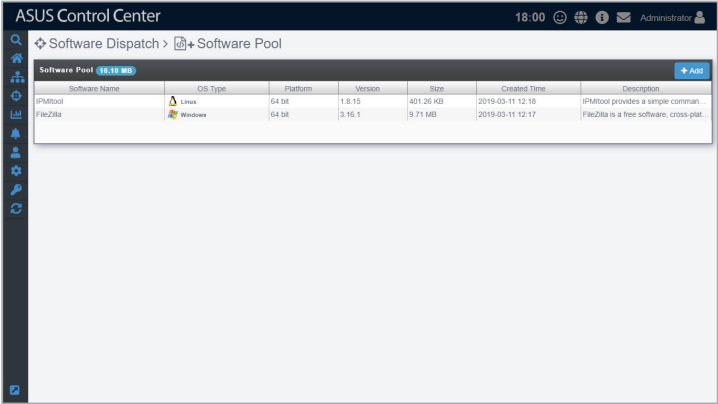 ASUS Control Center
18:00 Administrator
Software Dispatch > Software Pool
Software Pool 10.10 MB + Add
Software Name OS Type Platform Version Size Created Time Description
IPMItool Linux 64 bit 1.8.15 401.26 KB 2019-03-11 12:18 IPMItool provides a simple comman...
FileZilla Windows 64 bit 3.16.1 9.71 MB 2019-03-11 12:17 FileZilla is a free software, cross-plat...